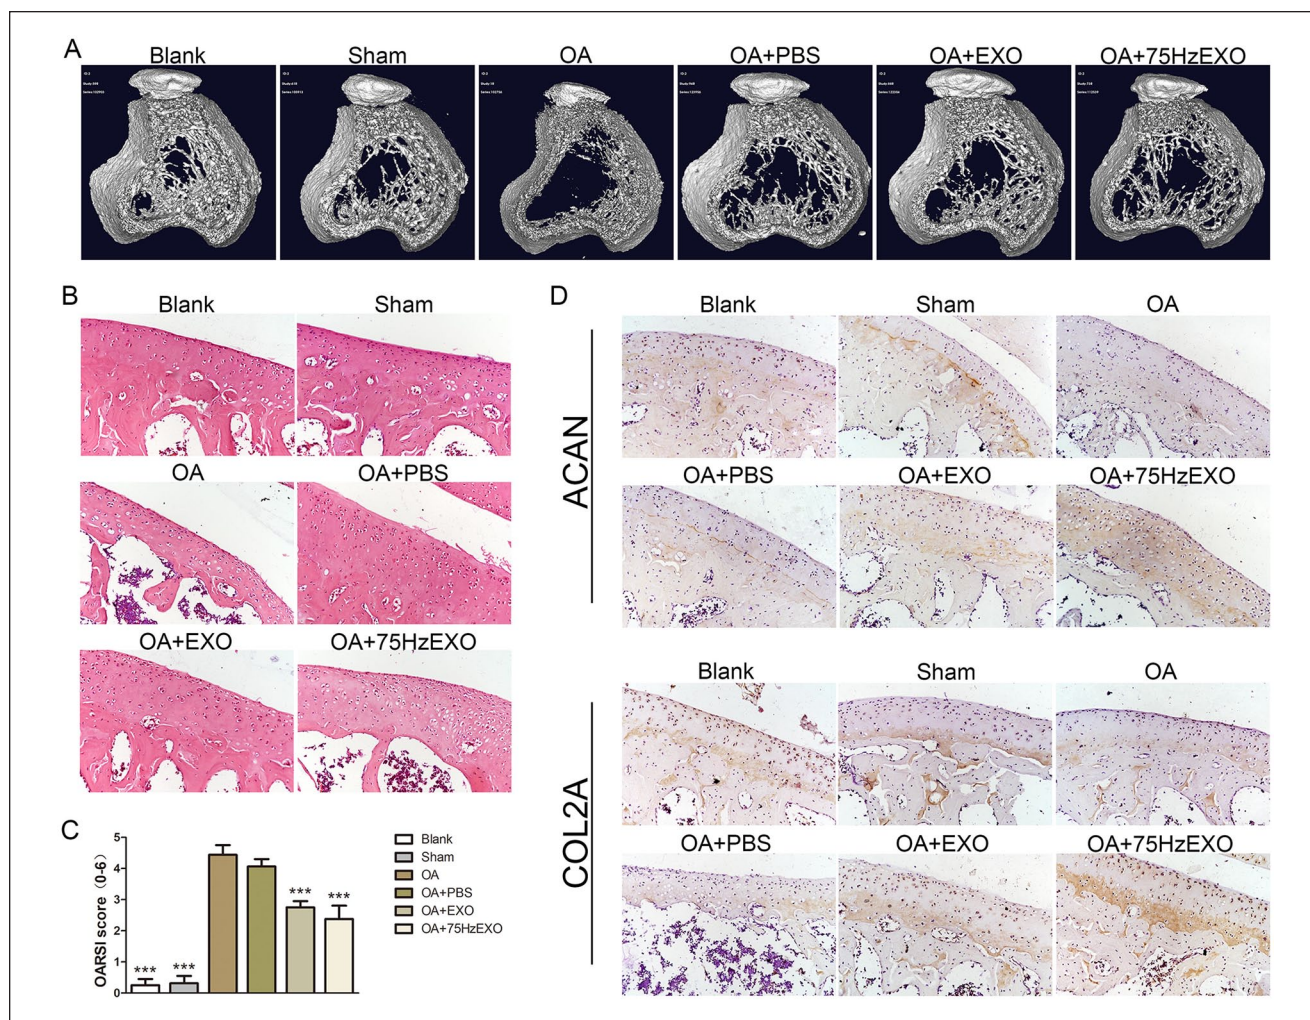 A
Blank Sham OA OA+PBS OA+EXO OA+75HzEXO
B
Blank Sham
OA OA+PBS
OA+EXO OA+75HzEXO
C
OARSI score (0-6)
5
4
3
2
1
0
*** *** *** ***
Blank
Sham
OA
OA+PBS
OA+EXO
OA+75HzEXO
D
ACAN
Blank Sham OA
OA+PBS OA+EXO OA+75HzEXO
COL2A
Blank Sham OA
OA+PBS OA+EXO OA+75HzEXO